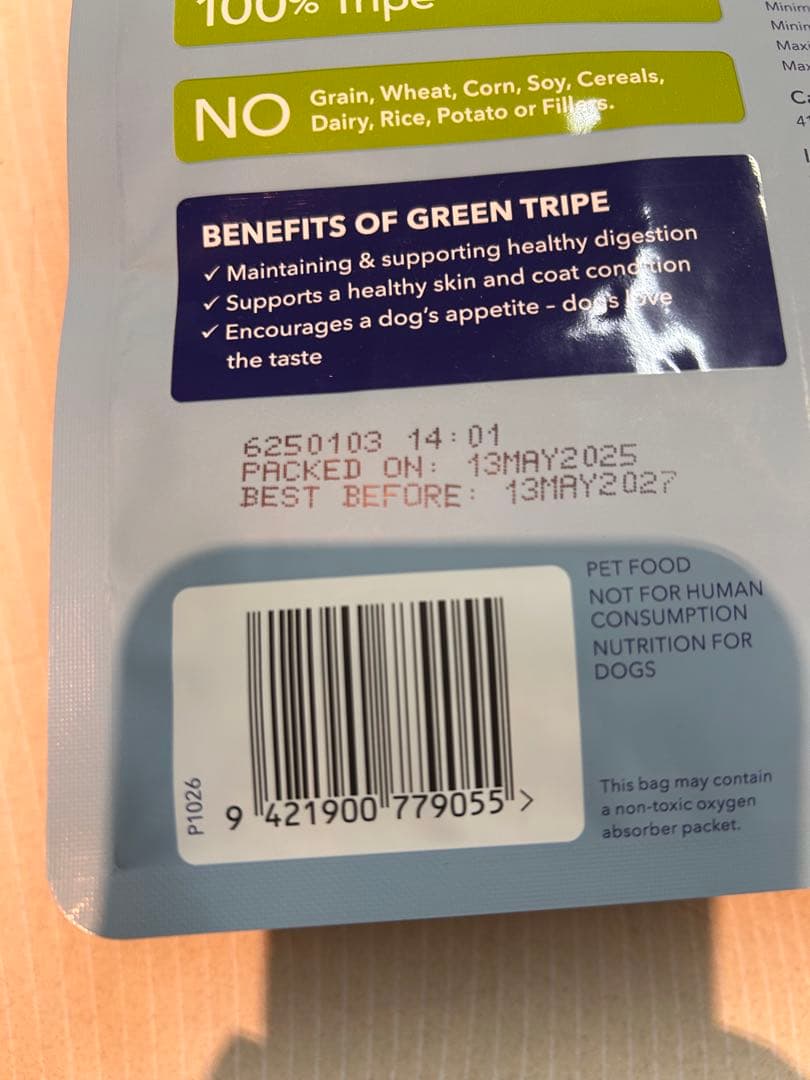 100% Tripe
NO
Grain, Wheat, Corn, Soy, Cereals,
Dairy, Rice, Potato or Fillers.
BENEFITS OF GREEN TRIPE
✓ Maintaining & supporting healthy digestion
✓ Supports a healthy skin and coat condition
✓ Encourages a dog's appetite – dogs love
the taste
6250103 14:01
PACKED ON: 13MAY2025
BEST BEFORE: 13MAY2027
P1026
9 421900 779055 >
PET FOOD
NOT FOR HUMAN
CONSUMPTION
NUTRITION FOR
DOGS
This bag may contain
a non-toxic oxygen
absorber packet.